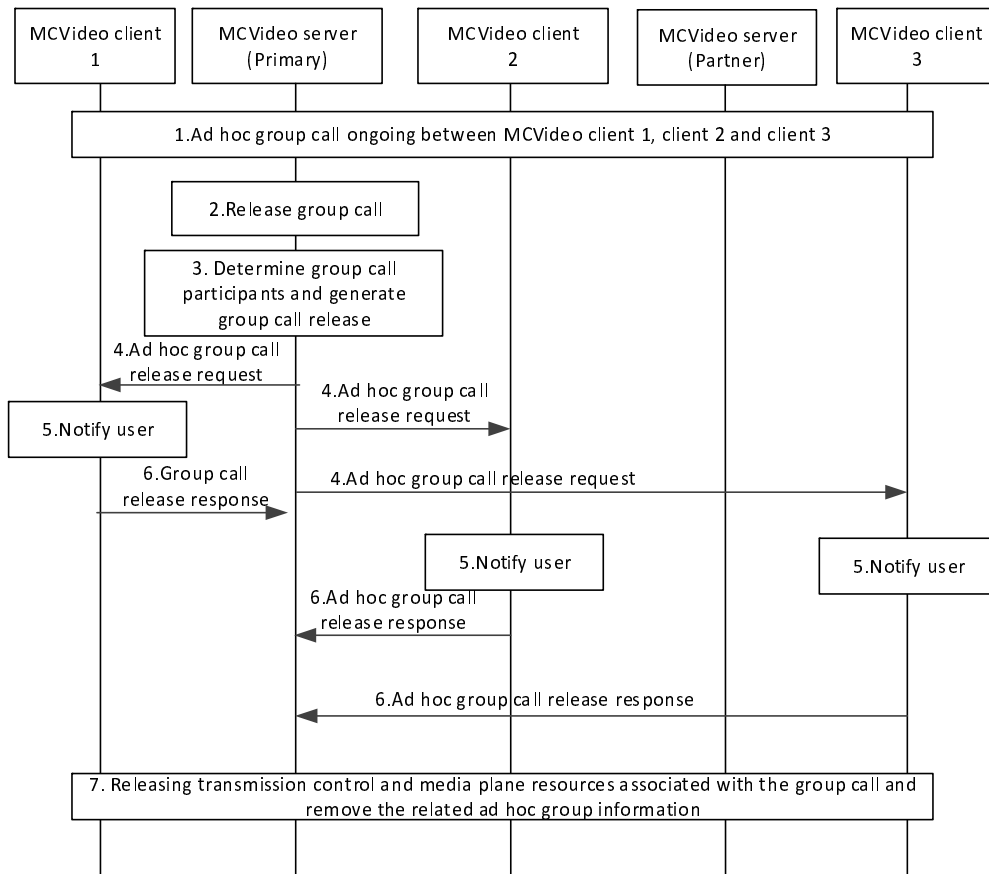 MCVideo client
1
MCVideo server
(Primary)
MCVideo client
2
MCVideo server
(Partner)
MCVideo client
3
1.Ad hoc group call ongoing between MCVideo client 1, client 2 and client 3
2.Release group call
3. Determine group call
participants and generate
group call release
4.Ad hoc group call
release request
4.Ad hoc group call
release request
5.Notify user
6.Group call
release response
4.Ad hoc group call release request
5.Notify user
5.Notify user
6.Ad hoc group call
release response
6.Ad hoc group call release response
7. Releasing transmission control and media plane resources associated with the group call and
remove the related ad hoc group information